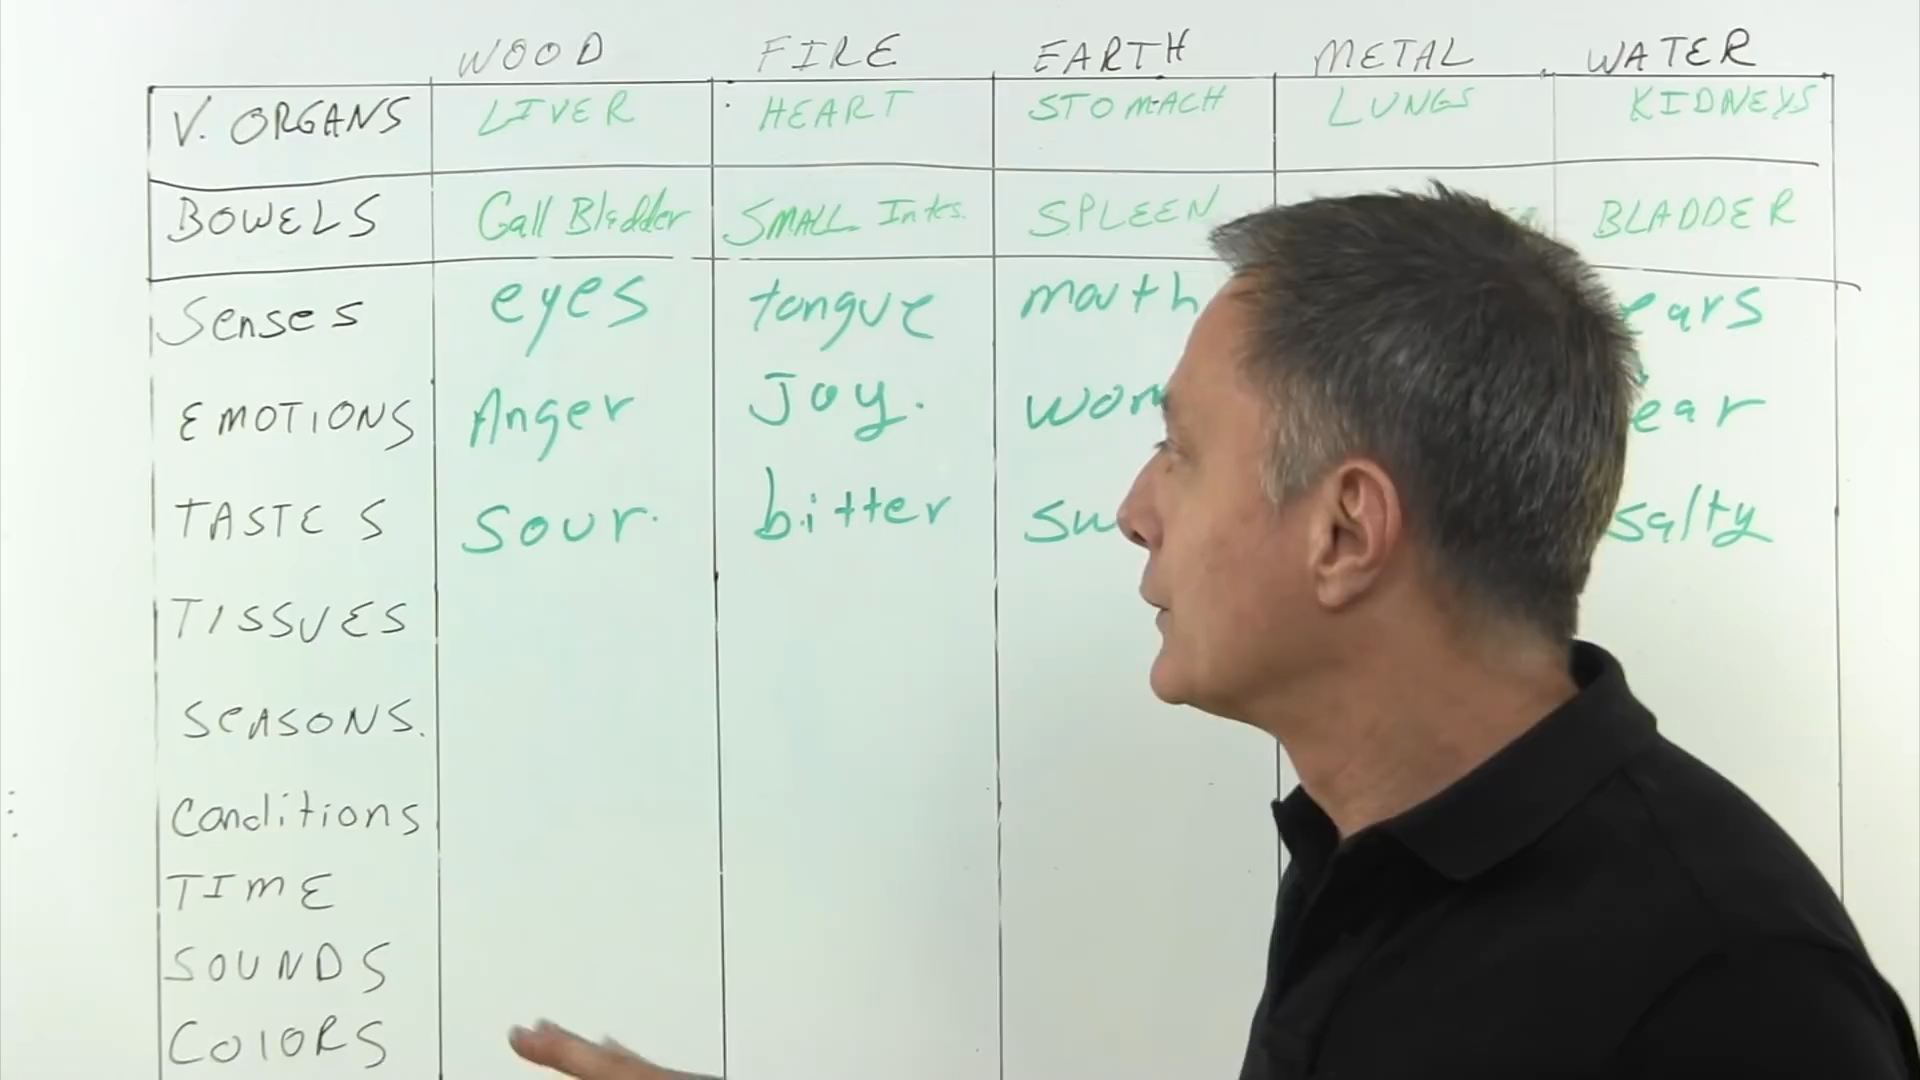 WOOD FIRE EARTH METAL WATER
V. ORGANS LIVER HEART STOMACH LUNGS KIDNEYS
BOWELS Gall Bladder SMALL Intes. SPLEEN BLADDER
Senses eyes tongue mouth ears
EMOTIONS Anger Joy.
TASTES Sour. bitter salty
TISSUES
SEASONS.
Conditions
TIME
SOUNDS
COLORS